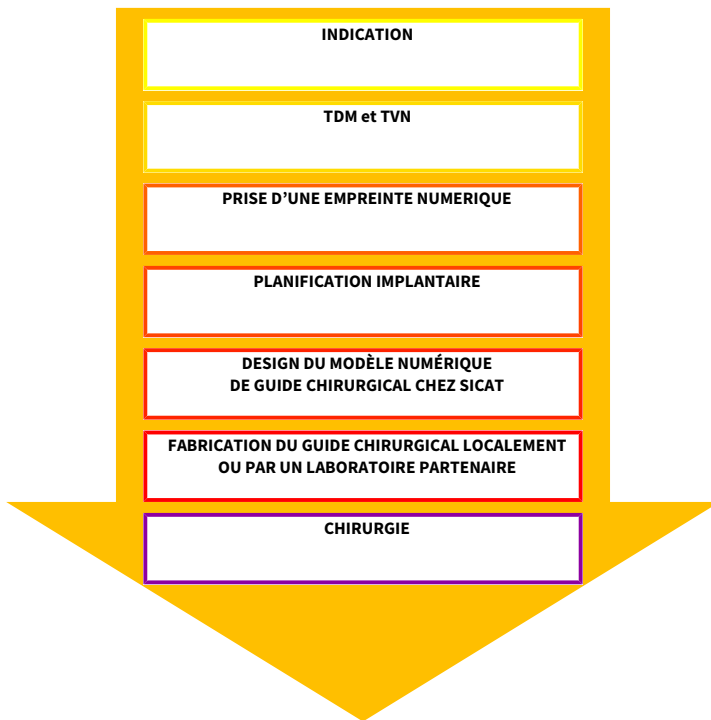 INDICATION
TDM et TVN
PRISE D’UNE EMPREINTE NUMERIQUE
PLANIFICATION IMPLANTAIRE
DESIGN DU MODÈLE NUMÉRIQUE
DE GUIDE CHIRURGICAL CHEZ SICAT
FABRICATION DU GUIDE CHIRURGICAL LOCALEMENT
OU PAR UN LABORATOIRE PARTENAIRE
CHIRURGIE